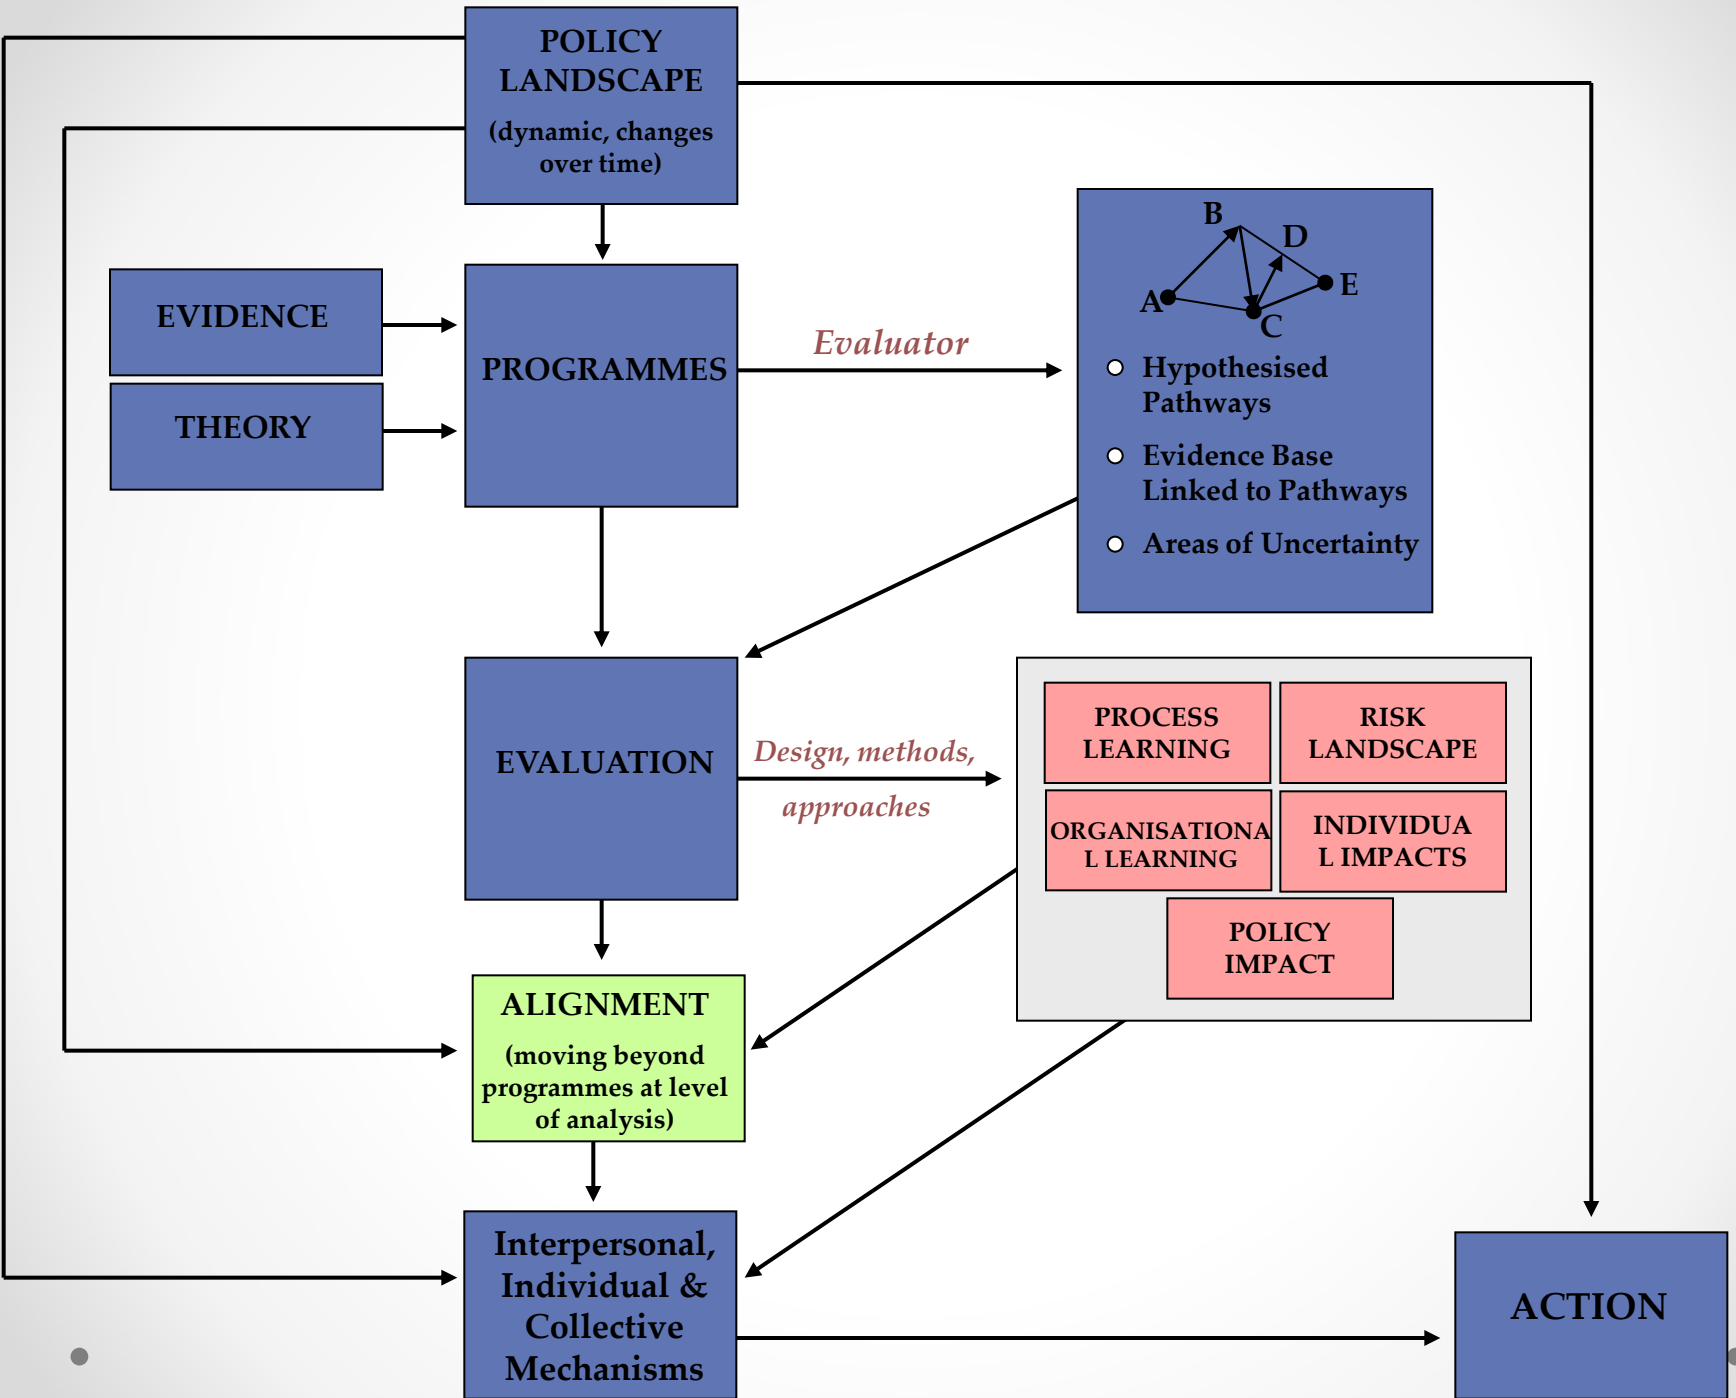 POLICY
LANDSCAPE
(dynamic, changes
over time)
EVIDENCE
THEORY
PROGRAMMES
Evaluator
B
D
A
E
C
Hypothesised
Pathways
Evidence Base
Linked to Pathways
Areas of Uncertainty
EVALUATION
Design, methods,
approaches
PROCESS
LEARNING
RISK
LANDSCAPE
ORGANISATIONA
L LEARNING
INDIVIDUA
L IMPACTS
POLICY
IMPACT
ALIGNMENT
(moving beyond
programmes at level
of analysis)
Interpersonal,
Individual &
Collective
Mechanisms
ACTION